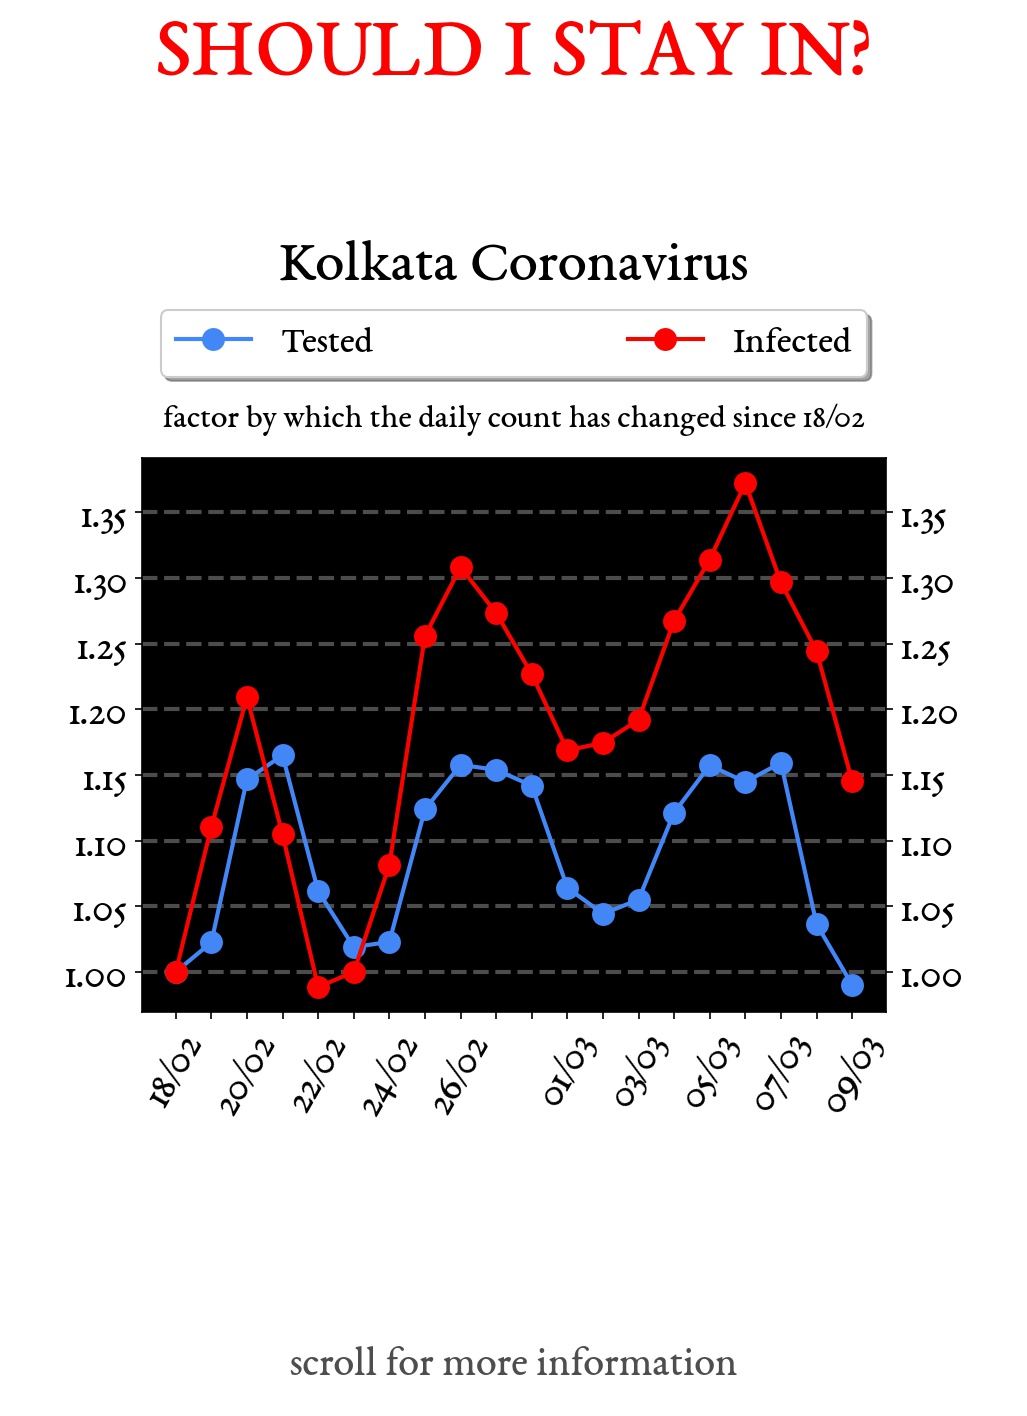 SHOULD I STAY IN?
Kolkata Coronavirus
Tested Infected
factor by which the daily count has changed since 18/02
1.35 1.35
1.30 1.30
1.25 1.25
1.20 1.20
1.15 1.15
1.10 1.10
1.05 1.05
1.00 1.00
18/02 20/02 22/02 24/02 26/02 01/03 03/03 05/03 07/03 09/03
scroll for more information